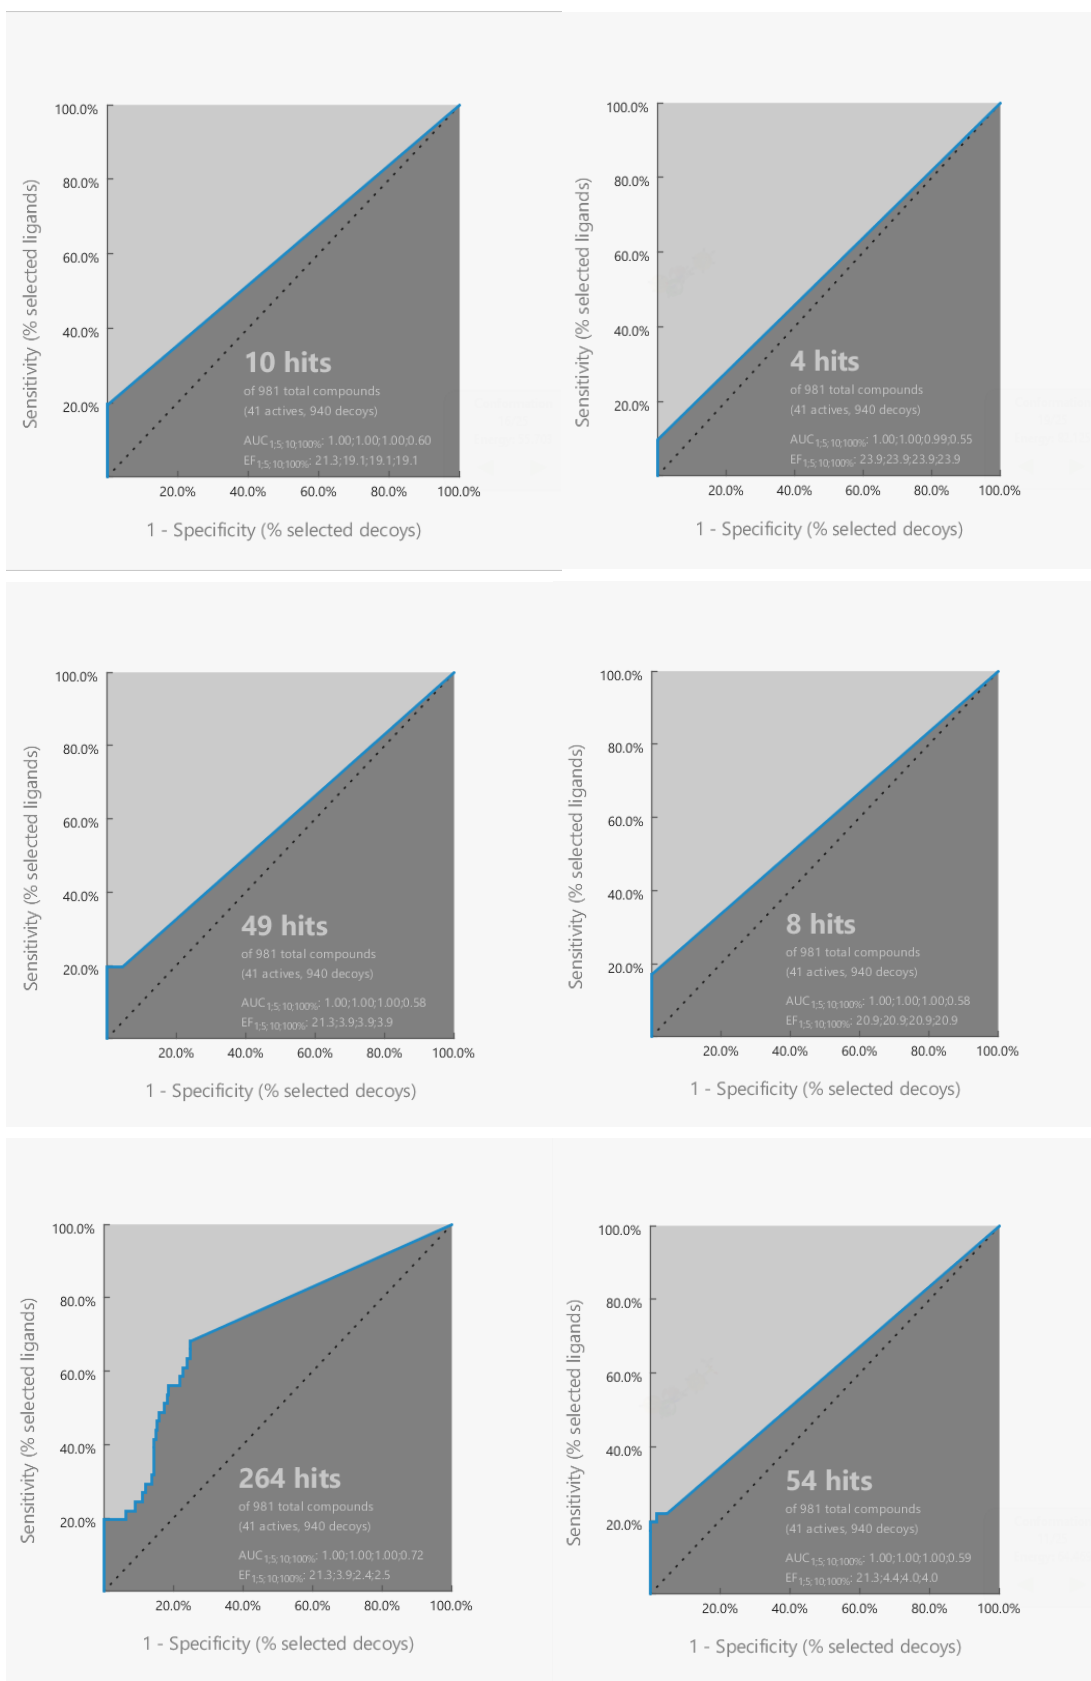 100.0%
80.0%
60.0%
40.0%
20.0%
Sensitivity (% selected ligands)
10 hits
of 981 total compounds
(41 actives, 940 decoys)
AUC1;5;10;100%: 1.00;1.00;1.00;0.60
EF1;5;10;100%: 21.3;19.1;19.1;19.1
20.0% 40.0% 60.0% 80.0% 100.0%
1 - Specificity (% selected decoys)
100.0%
80.0%
60.0%
40.0%
20.0%
Sensitivity (% selected ligands)
4 hits
of 981 total compounds
(41 actives, 940 decoys)
AUC1;5;10;100%: 1.00;1.00;0.99;0.55
EF1;5;10;100%: 23.9;23.9;23.9;23.9
20.0% 40.0% 60.0% 80.0% 100.0%
1 - Specificity (% selected decoys)
100.0%
80.0%
60.0%
40.0%
20.0%
Sensitivity (% selected ligands)
49 hits
of 981 total compounds
(41 actives, 940 decoys)
AUC1;5;10;100%: 1.00;1.00;1.00;0.58
EF1;5;10;100%: 21.3;3.9;3.9;3.9
20.0% 40.0% 60.0% 80.0% 100.0%
1 - Specificity (% selected decoys)
100.0%
80.0%
60.0%
40.0%
20.0%
Sensitivity (% selected ligands)
8 hits
of 981 total compounds
(41 actives, 940 decoys)
AUC1;5;10;100%: 1.00;1.00;1.00;0.58
EF1;5;10;100%: 20.9;20.9;20.9;20.9
20.0% 40.0% 60.0% 80.0% 100.0%
1 - Specificity (% selected decoys)
100.0%
80.0%
60.0%
40.0%
20.0%
Sensitivity (% selected ligands)
264 hits
of 981 total compounds
(41 actives, 940 decoys)
AUC1;5;10;100%: 1.00;1.00;1.00;0.72
EF1;5;10;100%: 21.3;3.9;2.4;2.5
20.0% 40.0% 60.0% 80.0% 100.0%
1 - Specificity (% selected decoys)
100.0%
80.0%
60.0%
40.0%
20.0%
Sensitivity (% selected ligands)
54 hits
of 981 total compounds
(41 actives, 940 decoys)
AUC1;5;10;100%: 1.00;1.00;1.00;0.59
EF1;5;10;100%: 21.3;4.4;4.0;4.0
20.0% 40.0% 60.0% 80.0% 100.0%
1 - Specificity (% selected decoys)